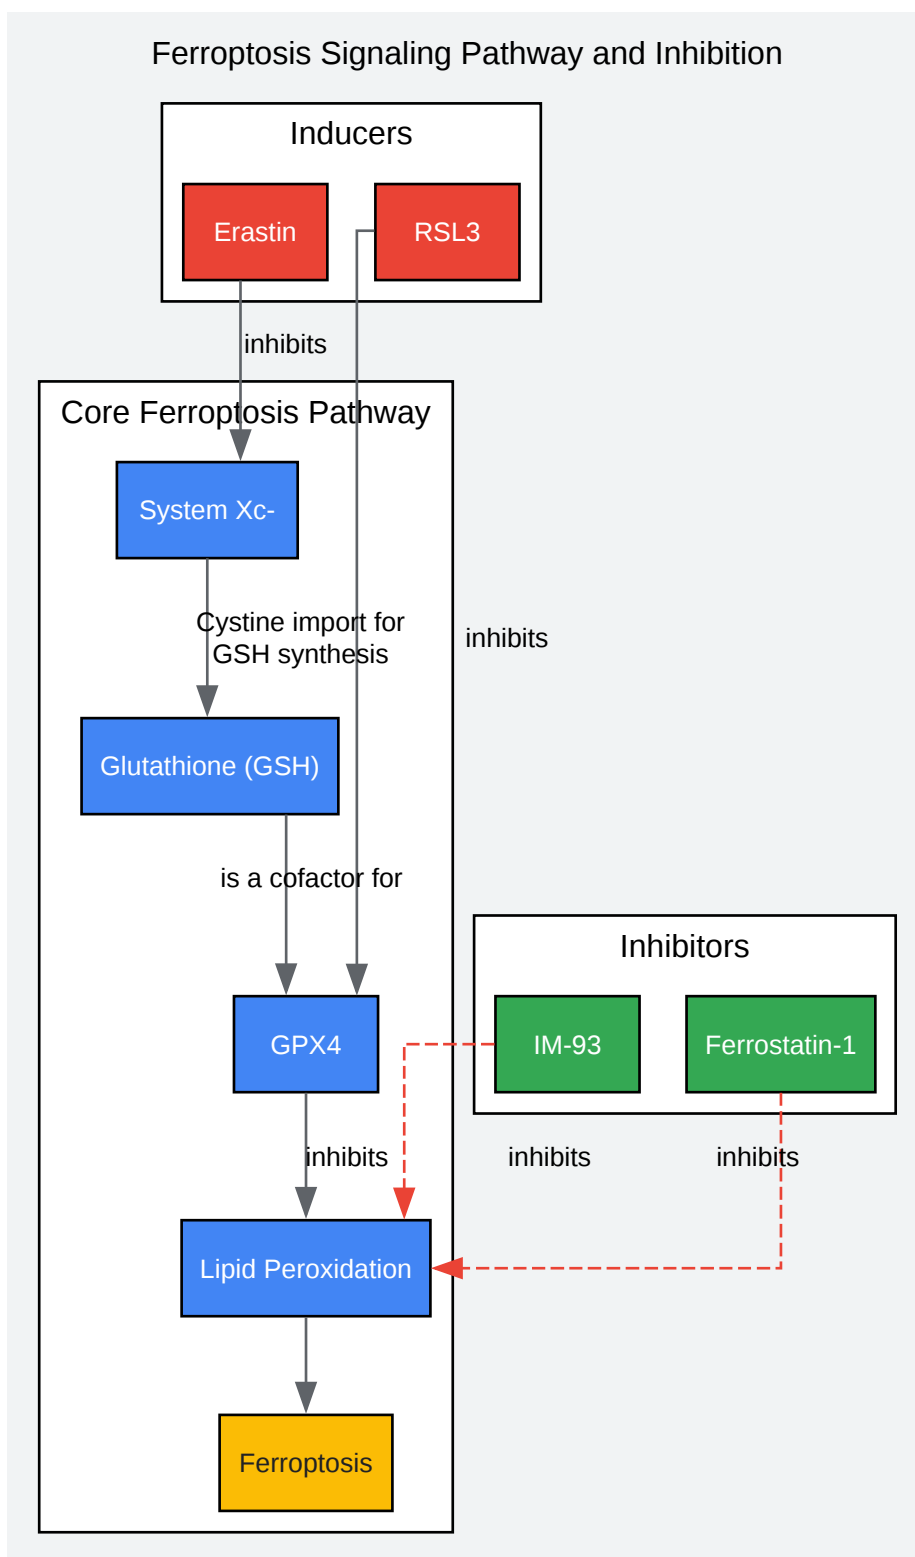 Ferroptosis Signaling Pathway and Inhibition
Inducers
Erastin
RSL3
inhibits
Core Ferroptosis Pathway
System Xc-
Cystine import for
GSH synthesis
inhibits
Glutathione (GSH)
is a cofactor for
Inhibitors
GPX4
IM-93
Ferrostatin-1
inhibits
inhibits
inhibits
Lipid Peroxidation
Ferroptosis